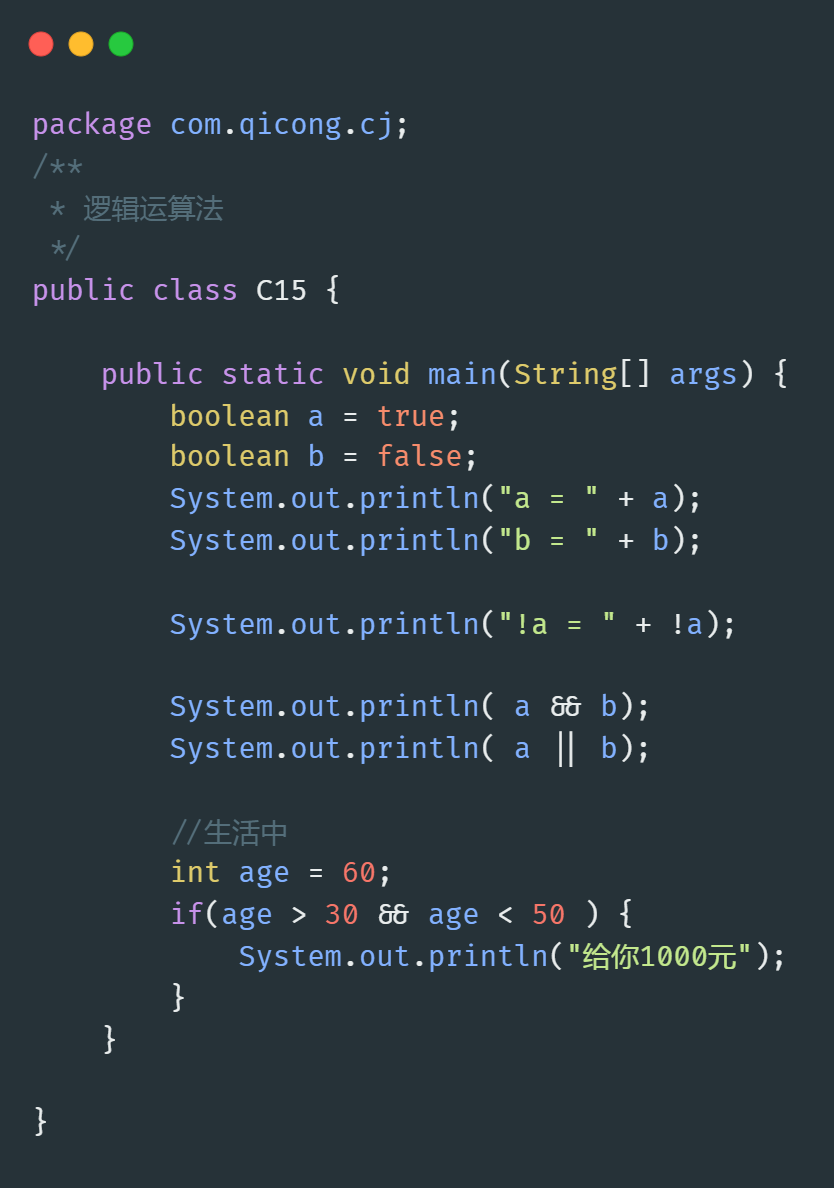 package com.qicong.cj;
/**
 * 逻辑运算法
 */
public class C15 {
    public static void main(String[] args) {
        boolean a = true;
        boolean b = false;
        System.out.println("a = " + a);
        System.out.println("b = " + b);
        System.out.println("!a = " + !a);
        System.out.println( a && b);
        System.out.println( a || b);
        //生活中
        int age = 60;
        if(age > 30 && age < 50 ) {
            System.out.println("给你1000元");
        }
    }
}